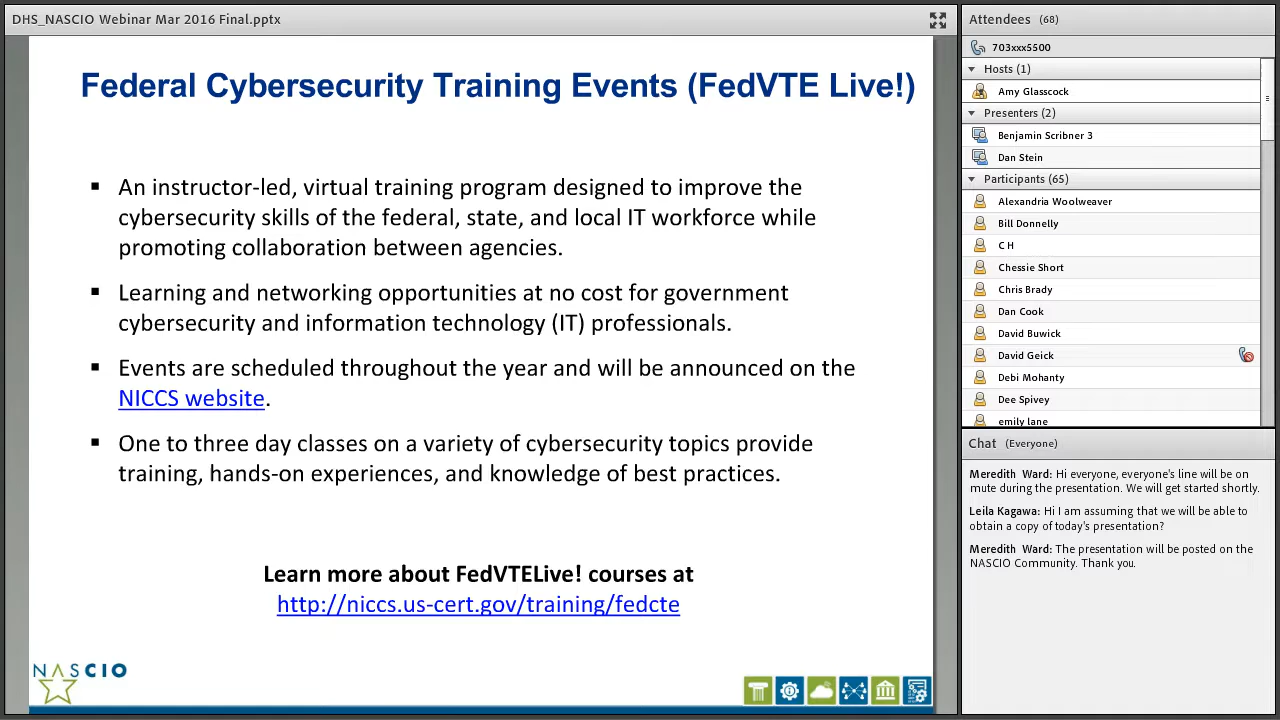 DHS_NASCIO Webinar Mar 2016 Final.pptx
Federal Cybersecurity Training Events (FedVTE Live!)
▪ An instructor-led, virtual training program designed to improve the
cybersecurity skills of the federal, state, and local IT workforce while
promoting collaboration between agencies.
▪ Learning and networking opportunities at no cost for government
cybersecurity and information technology (IT) professionals.
▪ Events are scheduled throughout the year and will be announced on the
NICCS website.
▪ One to three day classes on a variety of cybersecurity topics provide
training, hands-on experiences, and knowledge of best practices.
Learn more about FedVTELive! courses at
http://niccs.us-cert.gov/training/fedcte
NASCIO
Attendees (68)
703xxx5500
Hosts (1)
Amy Glasscock
Presenters (2)
Benjamin Scribner 3
Dan Stein
Participants (65)
Alexandria Woolweaver
Bill Donnelly
C H
Chessie Short
Chris Brady
Dan Cook
David Buwick
David Geick
Debi Mohanty
Dee Spivey
emily lane
Chat (Everyone)
Meredith Ward: Hi everyone, everyone's line will be on
mute during the presentation. We will get started shortly.
Leila Kagawa: Hi I am assuming that we will be able to
obtain a copy of today's presentation?
Meredith Ward: The presentation will be posted on the
NASCIO Community. Thank you.